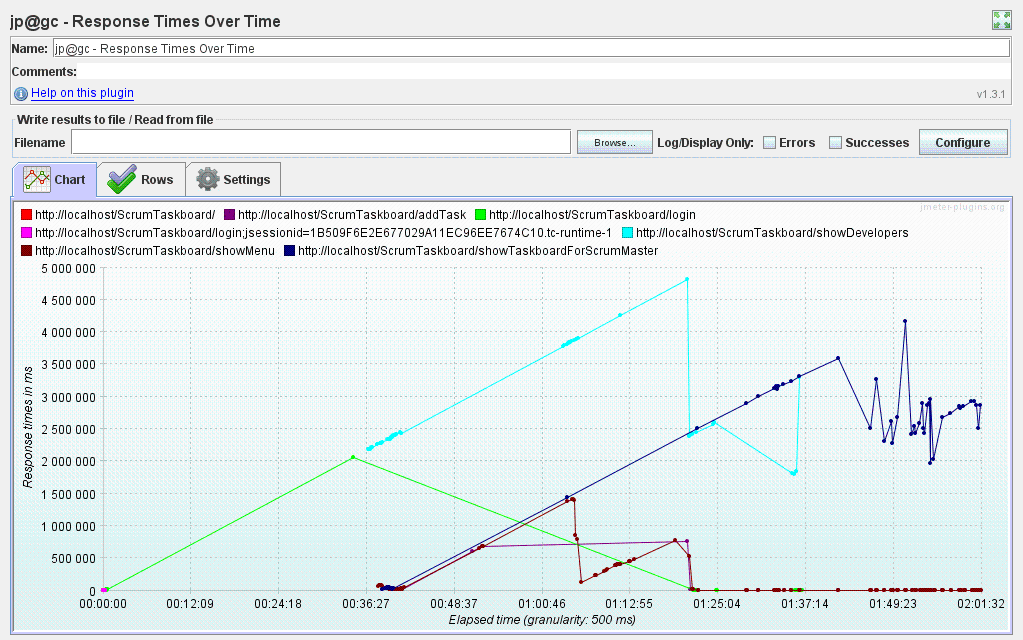 jp@gc - Response Times Over Time
Name: jp@gc - Response Times Over Time
Comments:
Help on this plugin
v1.3.1
Write results to file / Read from file
Filename Browse... Log/Display Only: Errors Successes Configure
Chart Rows Settings
jmeter-plugins.org
http://localhost/ScrumTaskboard/ http://localhost/ScrumTaskboard/addTask http://localhost/ScrumTaskboard/login
http://localhost/ScrumTaskboard/login;jsessionid=1B509F6E2E677029A11EC96EE7674C10.tc-runtime-1 http://localhost/ScrumTaskboard/showDevelopers
http://localhost/ScrumTaskboard/showMenu http://localhost/ScrumTaskboard/showTaskboardForScrumMaster
5 000 000
4 500 000
4 000 000
3 500 000
3 000 000
2 500 000
2 000 000
1 500 000
1 000 000
500 000
0
Response times in ms
00:00:00 00:12:09 00:24:18 00:36:27 00:48:37 01:00:46 01:12:55 01:25:04 01:37:14 01:49:23 02:01:32
Elapsed time (granularity: 500 ms)